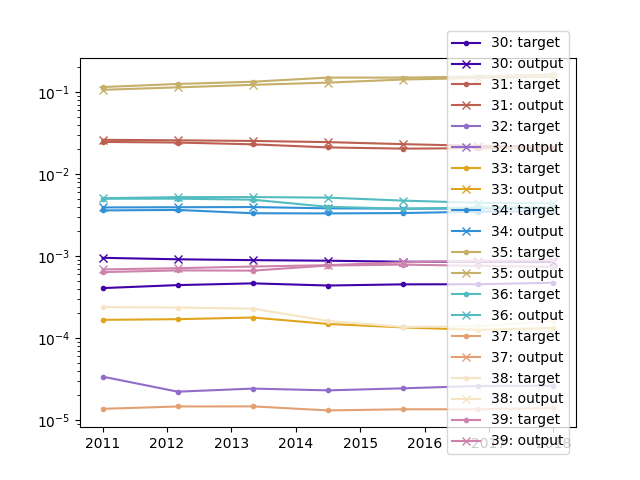 30: target
30: output
31: target
31: output
32: target
32: output
33: target
33: output
34: target
34: output
35: target
35: output
36: target
36: output
37: target
37: output
38: target
38: output
39: target
39: output
10⁻¹
10⁻²
10⁻³
10⁻⁴
10⁻⁵
2011 2012 2013 2014 2015 2016 2017 2018